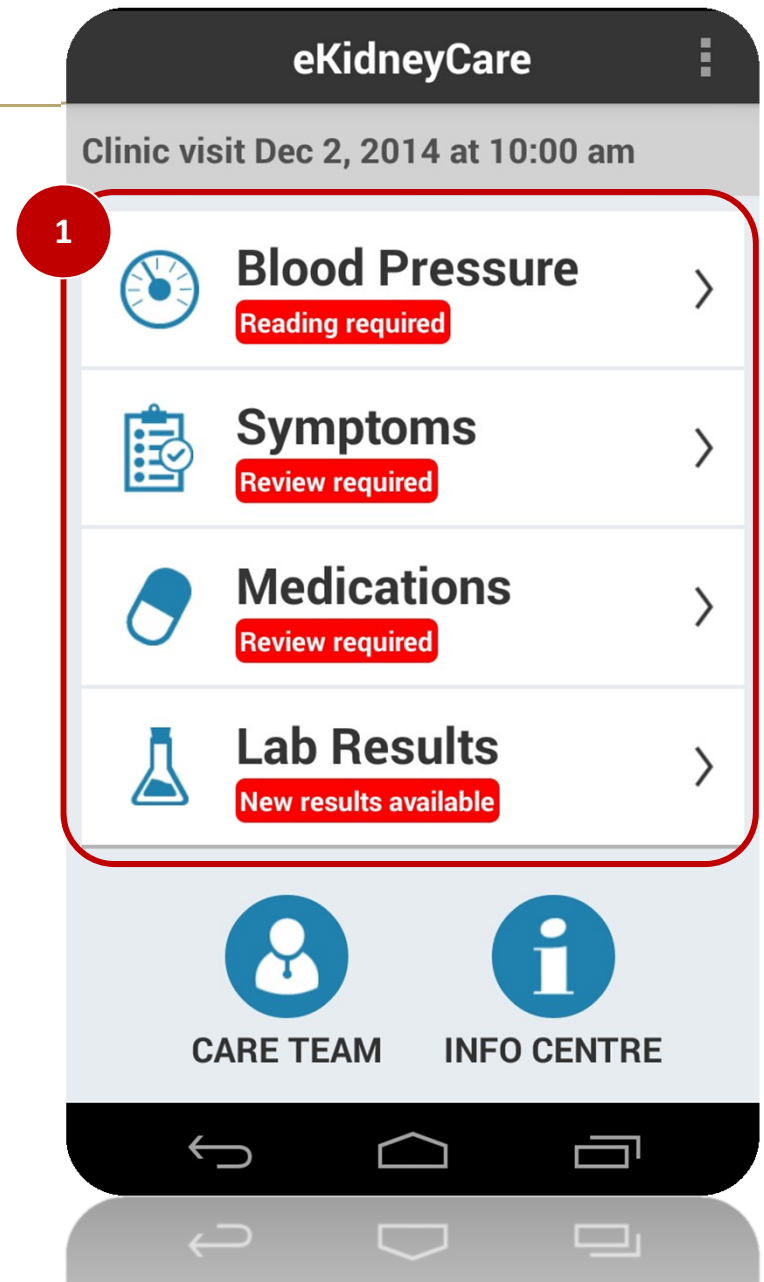 eKidneyCare
Clinic visit Dec 2, 2014 at 10:00 am
1
Blood Pressure
Reading required
Symptoms
Review required
Medications
Review required
Lab Results
New results available
CARE TEAM
INFO CENTRE